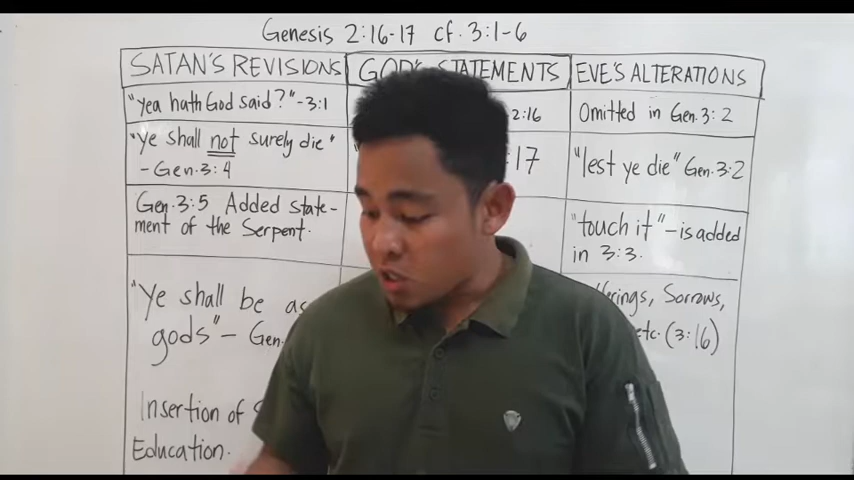 Genesis 2:16-17 cf. 3:1-6
SATAN'S REVISIONS
GOD'S STATEMENTS
EVE'S ALTERATIONS
"yea hath God said?" - 3:1
2:16
Omitted in Gen. 3: 2
"ye shall not surely die"
- Gen. 3: 4
17
"lest ye die" Gen. 3:2
Gen. 3:5 Added state-
ment of the Serpent.
"touch it" - is added
in 3:3.
"Ye shall be as
gods" - Gen.
Sorrows,
etc. (3:16)
Insertion of
Education.